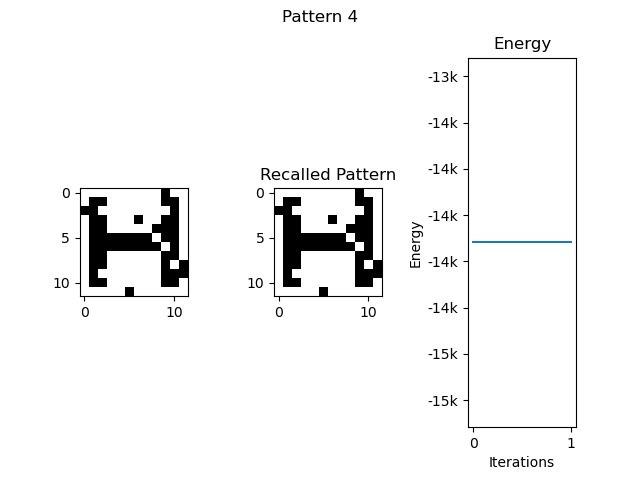 Pattern 4
Energy
Recalled Pattern
0
5
10
0
10
0
5
10
0
10
-13k
-14k
-14k
-14k
-14k
-14k
-15k
-15k
Energy
0
1
Iterations